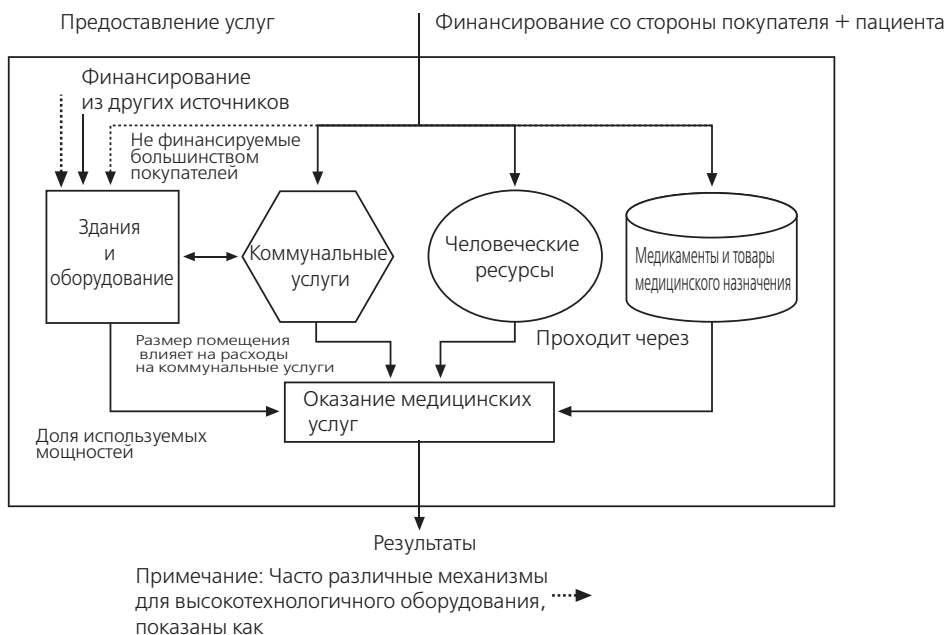 Предоставление услуг
Финансирование со стороны покупателя + пациента
Финансирование
из других источников
Не финансируемые
большинством
покупателей
Здания
и
оборудование
Коммунальные
услуги
Человеческие
ресурсы
Медикаменты и товары
медицинского назначения
Размер помещения
влияет на расходы
на коммунальные услуги
Проходит через
Оказание медицинских
услуг
Доля используемых
мощностей
Результаты
Примечание: Часто различные механизмы
для высокотехнологичного оборудования,
показаны как